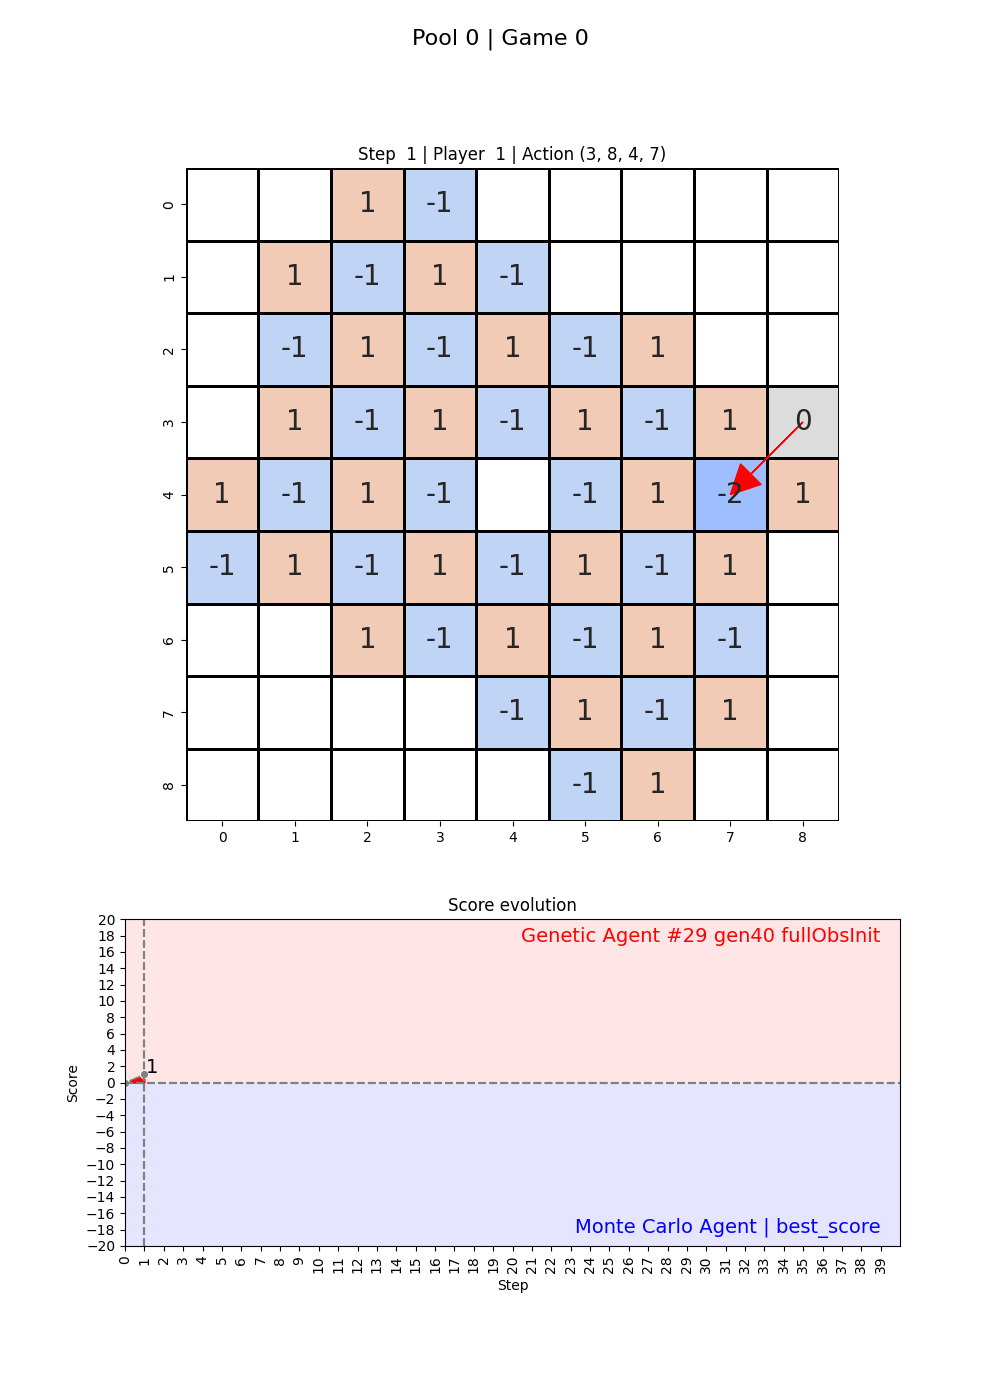 Pool 0 | Game 0
Step 1 | Player 1 | Action (3, 8, 4, 7)
0 1 -1
1 1 -1 1 -1
2 -1 1 -1 1 -1 1
3 1 -1 1 -1 1 -1 1 0
4 1 -1 1 -1 -1 1 -2 1
5 -1 1 -1 1 -1 1 -1 1
6 1 -1 1 -1 1 -1
7 -1 1 -1 1
8 -1 1
0 1 2 3 4 5 6 7 8
Score evolution
20
18
16
14
12
10
8
6
4
2
0
−2
−4
−6
−8
−10
−12
−14
−16
−18
−20
Score
Genetic Agent #29 gen40 fullObsInit
1
Monte Carlo Agent | best_score
0 1 2 3 4 5 6 7 8 9 10 11 12 13 14 15 16 17 18 19 20 21 22 23 24 25 26 27 28 29 30 31 32 33 34 35 36 37 38 39
Step